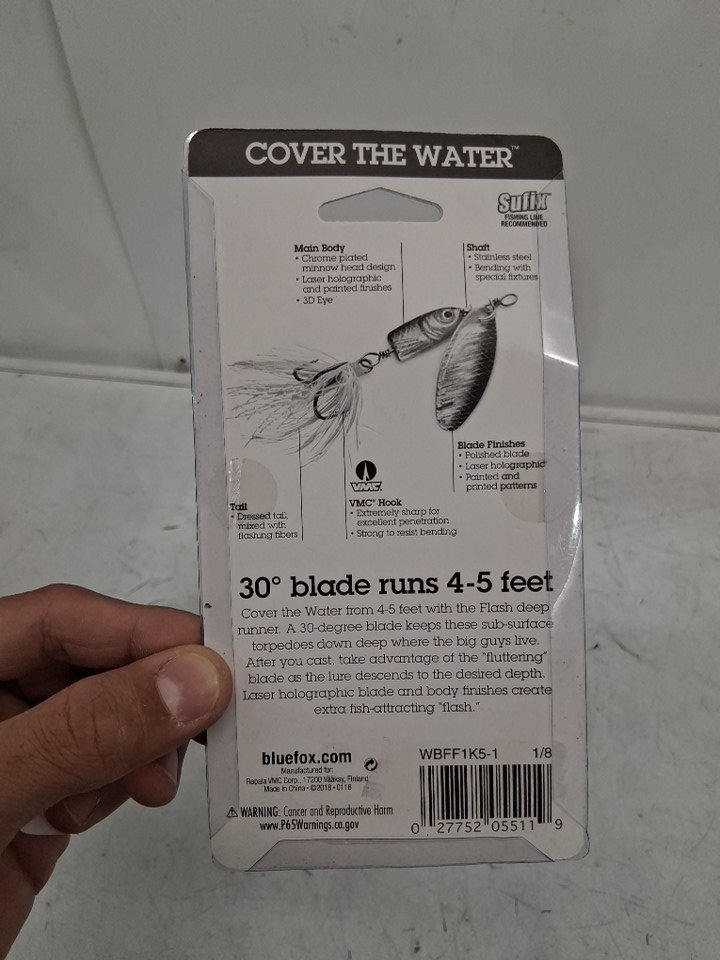 COVER THE WATER™
Sufix
FISHING LINE
RECOMMENDED
Main Body
• Chrome plated
minnow head design
• Laser holographic
and painted finishes
• 3D Eye
Shaft
• Stainless steel
• Bending with
special fixtures
Blade Finishes
• Polished blade
• Laser holographic
• Painted and
printed patterns
VMC
Tail
• Dressed tail,
mixed with
flashing fibers
VMC® Hook
• Extremely sharp for
excellent penetration
• Strong to resist bending
30° blade runs 4-5 feet
Cover the Water from 4-5 feet with the Flash deep
runner. A 30-degree blade keeps these sub-surface
torpedoes down deep where the big guys live.
After you cast, take advantage of the "fluttering"
blade as the lure descends to the desired depth.
Laser holographic blade and body finishes create
extra fish-attracting "flash."
bluefox.com
Manufactured for:
Rapala VMC Corp., 17200 Vääksy, Finland
Made in China • ©2018 • 0118
⚠ WARNING: Cancer and Reproductive Harm
www.P65Warnings.ca.gov
WBFF1K5-1 1/8
0 27752 05511 9